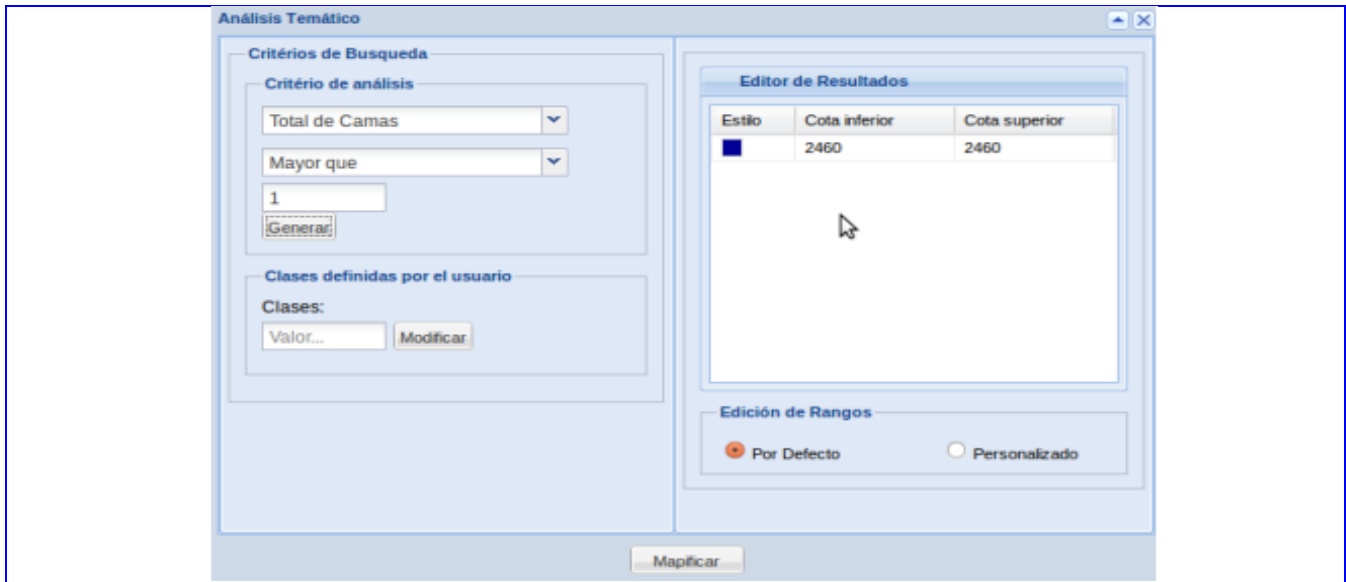 Análisis Temático
Critérios de Busqueda
Critério de análisis
Total de Camas
Mayor que
1
Generar
Clases definidas por el usuario
Clases:
Valor... Modificar
Editor de Resultados
Estilo Cota inferior Cota superior
2460 2460
Edición de Rangos
Por Defecto Personalizado
Mapificar